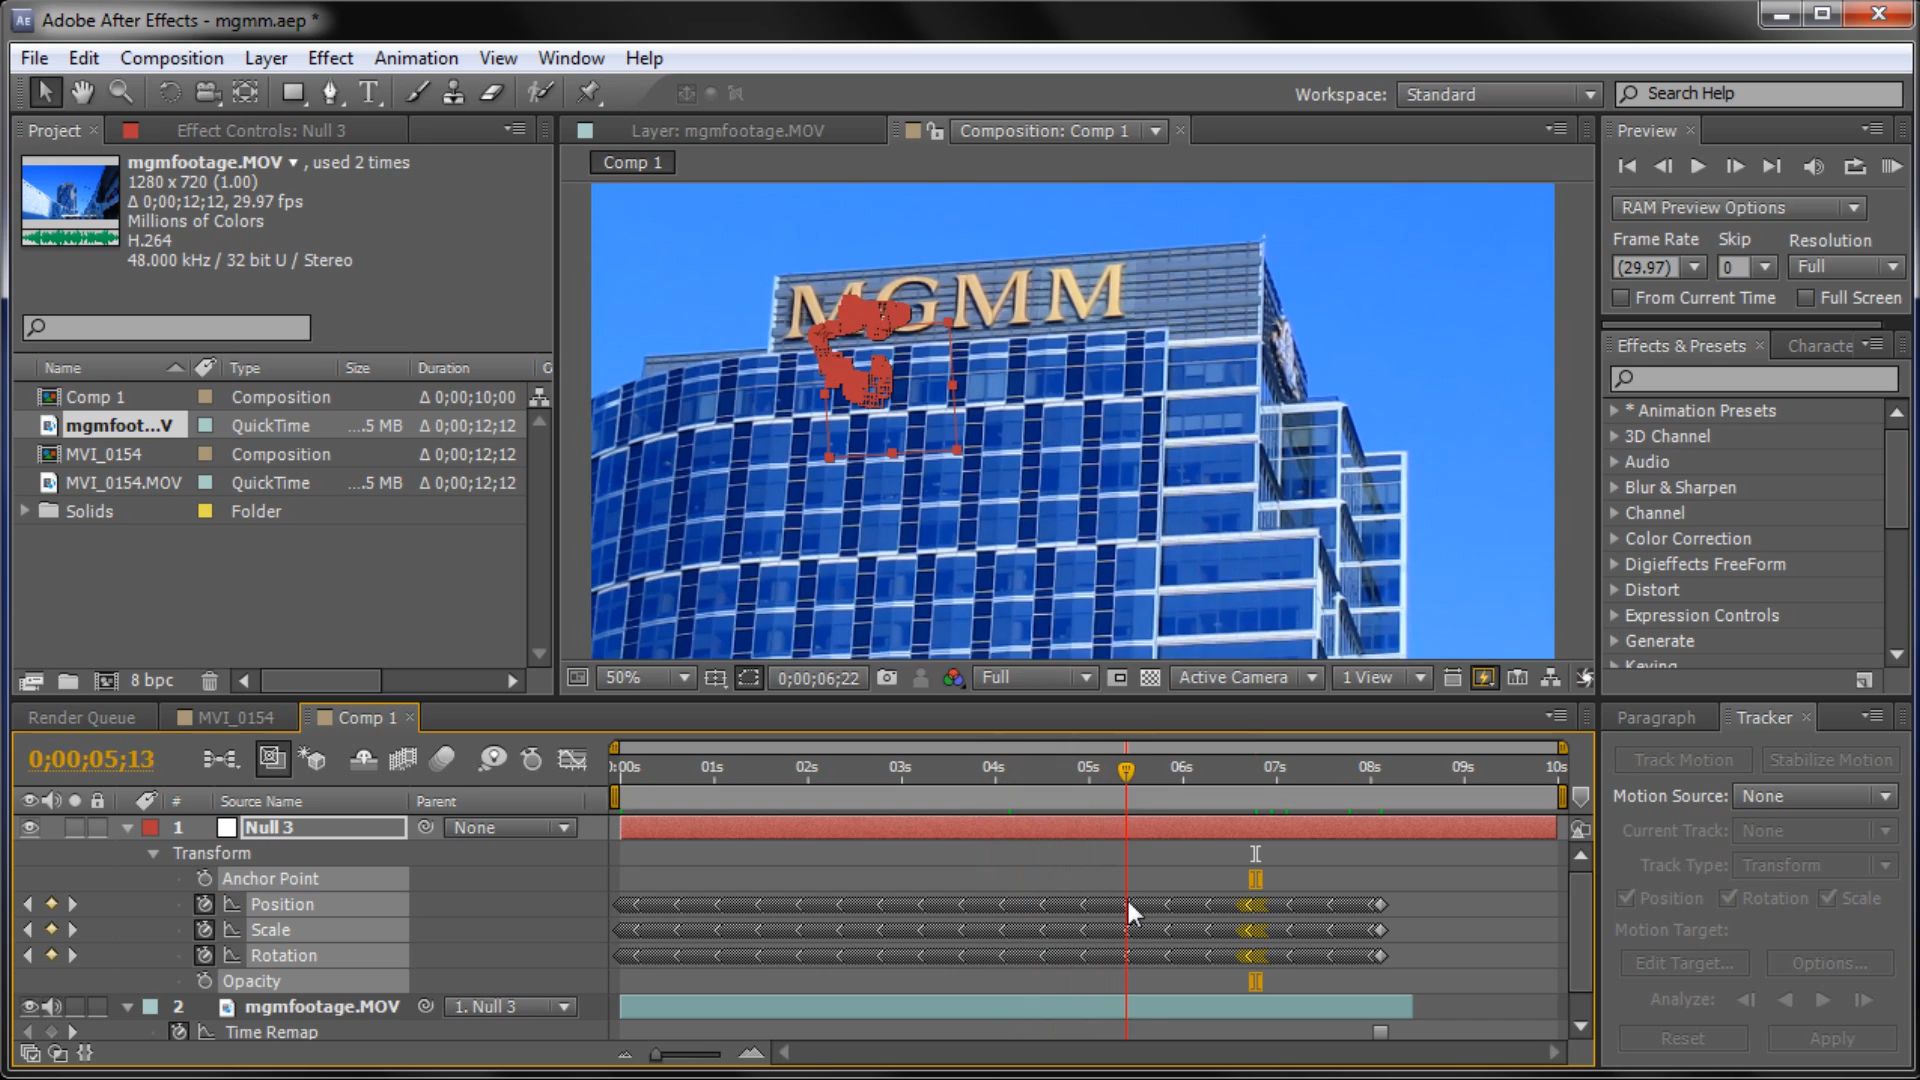 Adobe After Effects - mgmm.aep *
File Edit Composition Layer Effect Animation View Window Help
Workspace: Standard Search Help
Project Effect Controls: Null 3
Layer: mgmfootage.MOV Composition: Comp 1
Preview
mgmfootage.MOV , used 2 times
1280 x 720 (1.00)
Δ 0;00;12;12, 29.97 fps
Millions of Colors
H.264
48.000 kHz / 32 bit U / Stereo
Comp 1
MGMM
RAM Preview Options
Frame Rate Skip Resolution
(29.97) 0 Full
From Current Time Full Screen
Effects & Presets Characte
* Animation Presets
3D Channel
Audio
Blur & Sharpen
Channel
Color Correction
Digieffects FreeForm
Distort
Expression Controls
Generate
Keying
Name Type Size Duration
Comp 1 Composition Δ 0;00;10;00
mgmfoot...V QuickTime ....5 MB Δ 0;00;12;12
MVI_0154 Composition Δ 0;00;12;12
MVI_0154.MOV QuickTime ....5 MB Δ 0;00;12;12
Solids Folder
8 bpc
50% 0;00;06;22 Full Active Camera 1 View
Render Queue MVI_0154 Comp 1
0;00;05;13
):00s 01s 02s 03s 04s 05s 06s 07s 08s 09s 10s
# Source Name Parent
1 Null 3 None
Transform
Anchor Point
Position
Scale
Rotation
Opacity
2 mgmfootage.MOV 1. Null 3
Time Remap
Paragraph Tracker
Track Motion Stabilize Motion
Motion Source: None
Current Track: None
Track Type: Transform
Position Rotation Scale
Motion Target:
Edit Target... Options...
Analyze:
Reset Apply